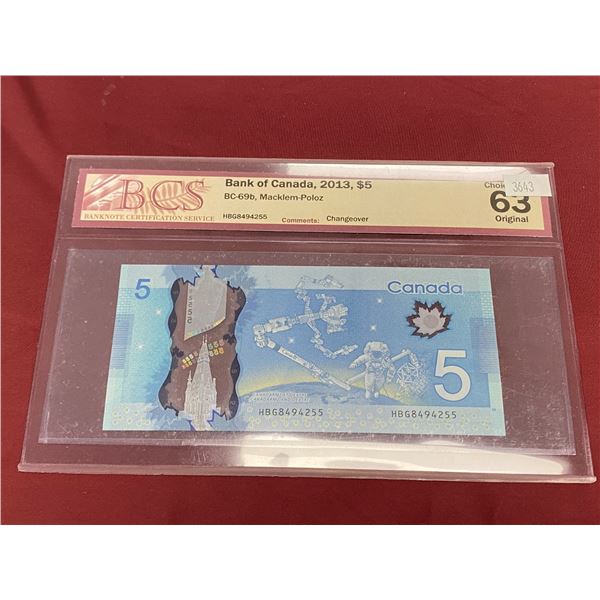 3643
BCS
BANKNOTE CERTIFICATION SERVICE
Bank of Canada, 2013, $5
BC-69b, Macklem-Poloz
HBG8494255 Comments: Changeover
63
Original
5
Canada
5
HBG8494255
HBG8494255